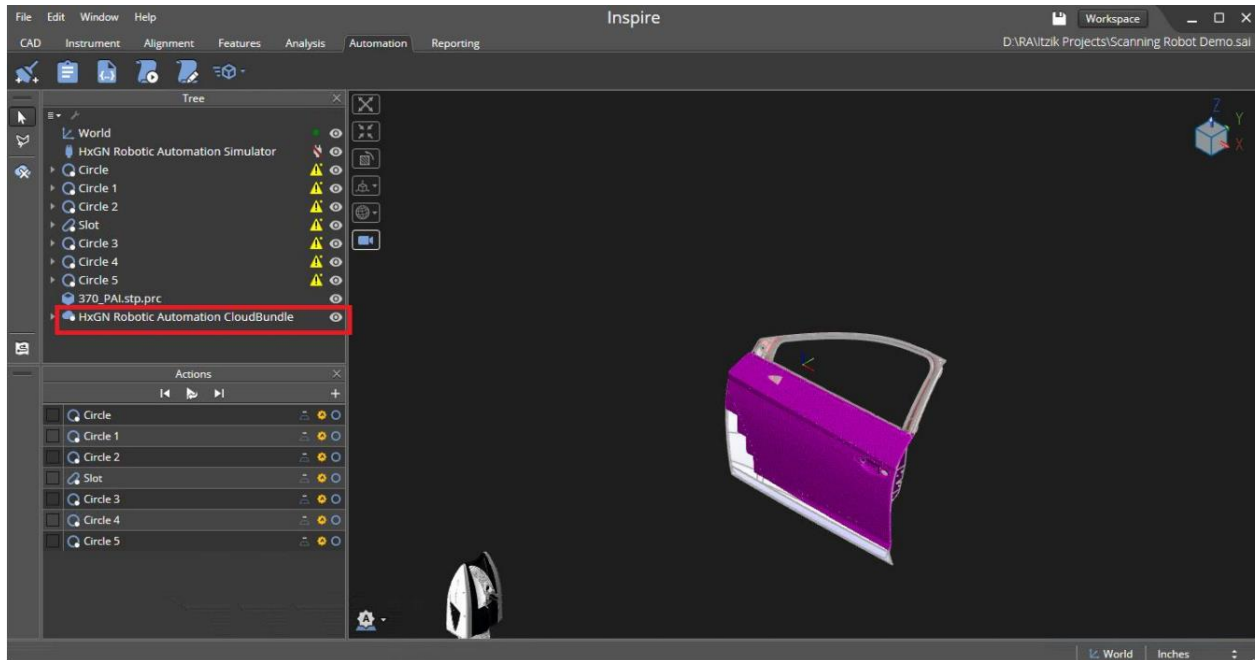 File Edit Window Help Inspire Workspace
CAD Instrument Alignment Features Analysis Automation Reporting D:\RA\Itzik Projects\Scanning Robot Demo.sai
Tree
World
HxGN Robotic Automation Simulator
Circle
Circle 1
Circle 2
Slot
Circle 3
Circle 4
Circle 5
370_PAI.stp.prc
HxGN Robotic Automation CloudBundle
Actions
Circle
Circle 1
Circle 2
Slot
Circle 3
Circle 4
Circle 5
Z
Y
X
A
World Inches